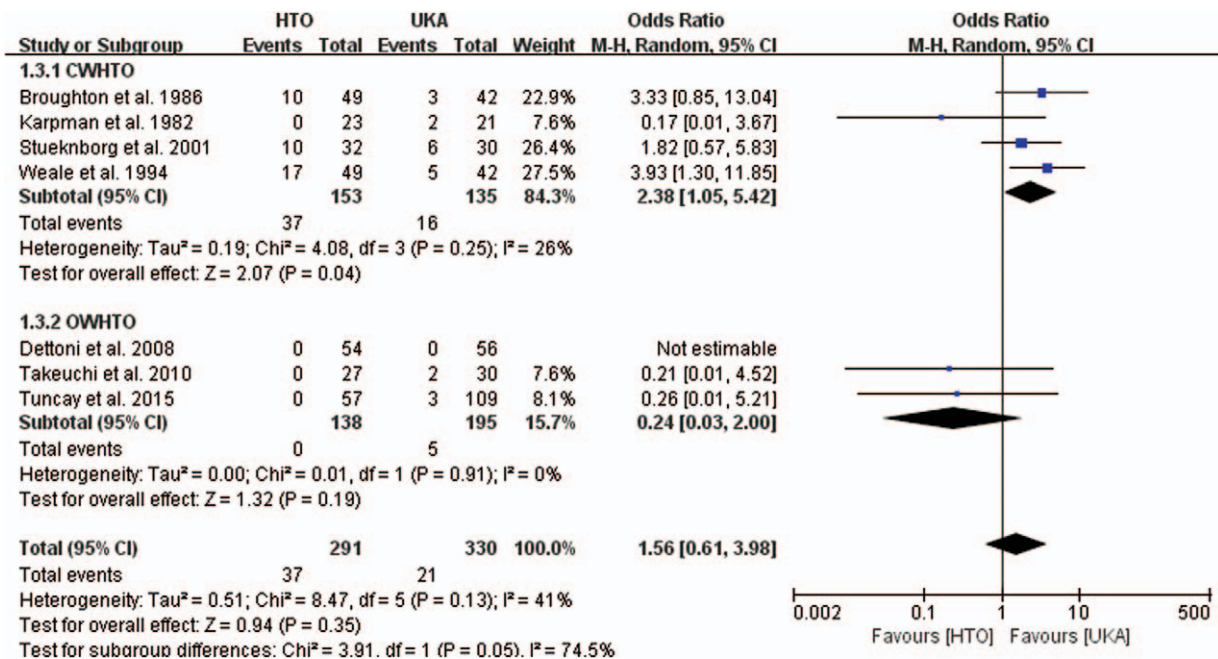 HTO UKA Odds Ratio Odds Ratio
Study or Subgroup Events Total Events Total Weight M-H, Random, 95% CI M-H, Random, 95% CI
1.3.1 CWHTO
Broughton et al. 1986 10 49 3 42 22.9% 3.33 [0.85, 13.04]
Karpman et al. 1982 0 23 2 21 7.6% 0.17 [0.01, 3.67]
Stueknborg et al. 2001 10 32 6 30 26.4% 1.82 [0.57, 5.83]
Weale et al. 1994 17 49 5 42 27.5% 3.93 [1.30, 11.85]
Subtotal (95% CI) 153 135 84.3% 2.38 [1.05, 5.42]
Total events 37 16
Heterogeneity: Tau² = 0.19; Chi² = 4.08, df = 3 (P = 0.25); I² = 26%
Test for overall effect: Z = 2.07 (P = 0.04)
1.3.2 OWHTO
Dettoni et al. 2008 0 54 0 56 Not estimable
Takeuchi et al. 2010 0 27 2 30 7.6% 0.21 [0.01, 4.52]
Tuncay et al. 2015 0 57 3 109 8.1% 0.26 [0.01, 5.21]
Subtotal (95% CI) 138 195 15.7% 0.24 [0.03, 2.00]
Total events 0 5
Heterogeneity: Tau² = 0.00; Chi² = 0.01, df = 1 (P = 0.91); I² = 0%
Test for overall effect: Z = 1.32 (P = 0.19)
Total (95% CI) 291 330 100.0% 1.56 [0.61, 3.98]
Total events 37 21
Heterogeneity: Tau² = 0.51; Chi² = 8.47, df = 5 (P = 0.13); I² = 41%
Test for overall effect: Z = 0.94 (P = 0.35)
Test for subgroup differences: Chi² = 3.91, df = 1 (P = 0.05), I² = 74.5%
0.002 0.1 1 10 500
Favours [HTO] Favours [UKA]